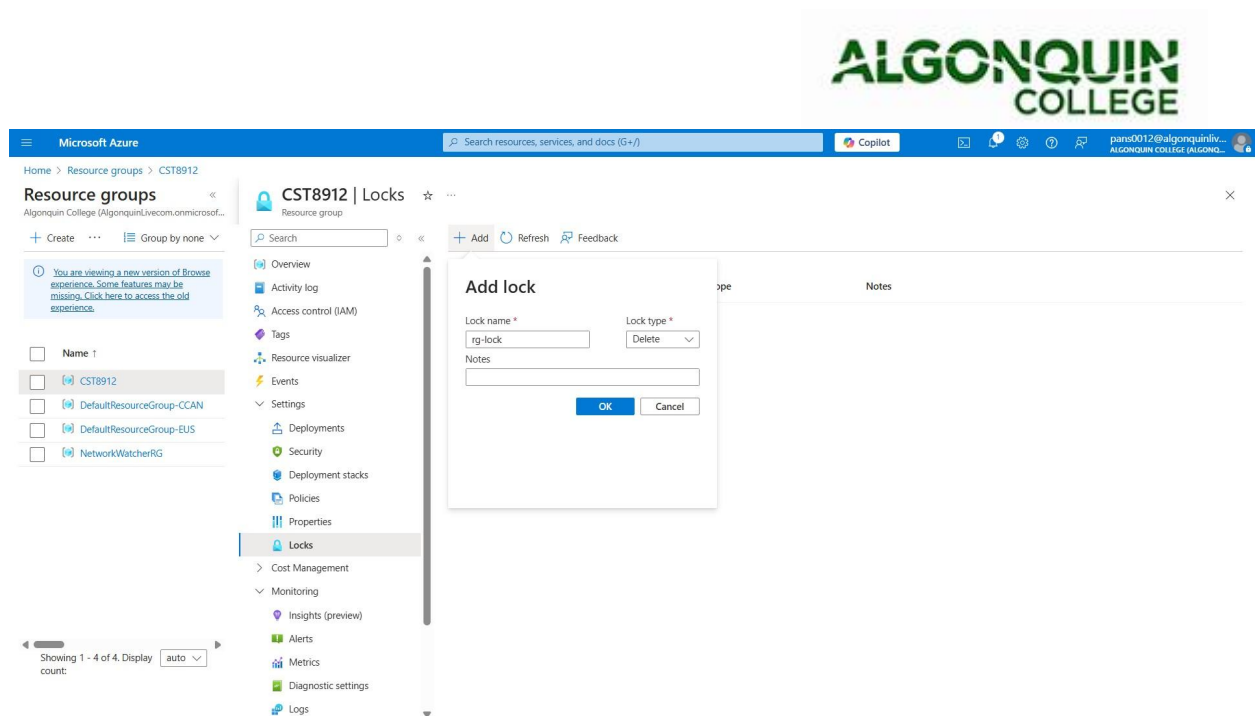 ALGONQUIN
COLLEGE
Microsoft Azure
Search resources, services, and docs (G+/)
Copilot
1
pans0012@algonquinliv...
ALGONQUIN COLLEGE (ALGONQ...
Home > Resource groups > CST8912
Resource groups «
Algonquin College (AlgonquinLivecom.onmicrosof...
+ Create ... Group by none
You are viewing a new version of Browse
experience. Some features may be
missing. Click here to access the old
experience.
Name ↑
CST8912
DefaultResourceGroup-CCAN
DefaultResourceGroup-EUS
NetworkWatcherRG
Showing 1 - 4 of 4. Display auto
count:
CST8912 | Locks ☆ ...
Resource group
Search «
Overview
Activity log
Access control (IAM)
Tags
Resource visualizer
Events
Settings
Deployments
Security
Deployment stacks
Policies
Properties
Locks
Cost Management
Monitoring
Insights (preview)
Alerts
Metrics
Diagnostic settings
Logs
+ Add Refresh Feedback
ope Notes
Add lock
Lock name * Lock type *
rg-lock Delete
Notes
OK Cancel